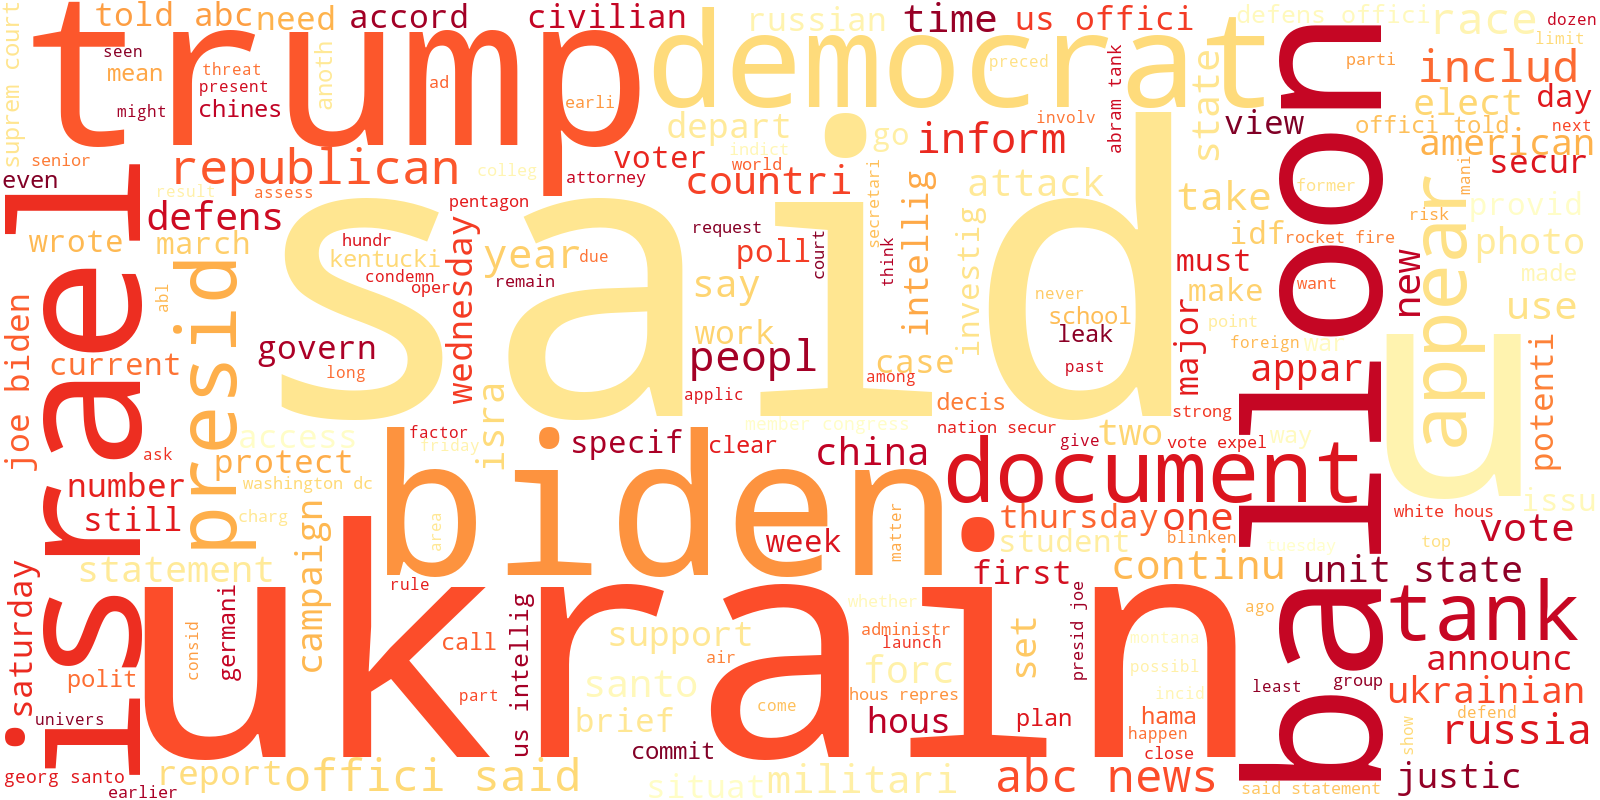 suprem court
told abc
need
accord
civilian
russian
time
us offici
defens offici
race
dozen
limit
trump
democrat
balloon
seen
mean
threat
present
anoth
ad
earli
preced
abram tank
state
parti
includ
might
chines
involv
view
elect
day
offici told
next
depart
go
inform
american
senior
republican
voter
indict
world
secur
even
result
assess
colleg
attorney
countri
secretari
intellig
attack
take
former
mani
israel
defens
pentagon
said
risk
provid
wrote
march
hundr
kentucki
wednesday
year
due
request
poll
court
think
investig
idf
rocket fire
photo
presid
condemn
oper
remain
say
must
new
appear
made
abl
make
want
never
use
joe biden
work
school
point
major
u
current
govern
long
peopl
case
leak
foreign
war
past
appar
potenti
applic
among
decis
strong
isra
member congress
nation secur
access
factor
friday
specif
clear
china
give
two
vote expel
way
ask
protect
biden
document
number
washington dc
issu
still
charg
campaign
area
week
matter
thursday
one
white hous
student
blinken
tuesday
vote
top
saturday
statement
rule
first
continu
unit state
tank
germani
us intellig
whether
ago
ukrain
consid
call
support
administr
launch
set
presid joe
montana
announc
air
forc
possibl
polit
part
santo
hous repres
incid
least
group
ukrainian
come
univers
brief
hous
plan
hama
happen
show
defend
russia
commit
close
georg santo
earlier
report
offici said
situat
militari
abc news
said statement
justic